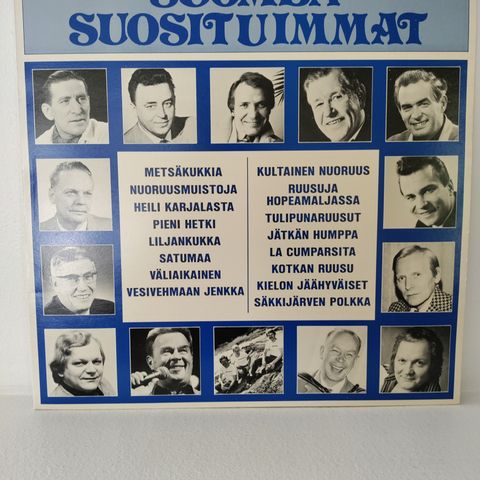 SUOMEN
SUOSITUIMMAT
METSÄKUKKIA
NUORUUSMUISTOJA
HEILI KARJALASTA
PIENI HETKI
LILJANKUKKA
SATUMAA
VÄLIAIKAINEN
VESIVEHMAAN JENKKA
KULTAINEN NUORUUS
RUUSUJA
HOPEAMALJASSA
TULIPUNARUUSUT
JÄTKÄN HUMPPA
LA CUMPARSITA
KOTKAN RUUSU
KIELON JÄÄHYVÄISET
SÄKKIJÄRVEN POLKKA